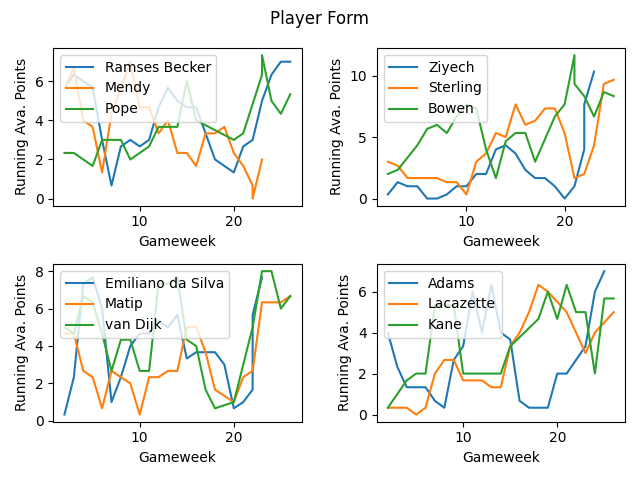 Player Form
Running Ava. Points
6
4
2
0
Ramses Becker
Mendy
Pope
10
20
Gameweek
Running Ava. Points
10
5
0
Ziyech
Sterling
Bowen
10
20
Gameweek
Running Ava. Points
8
6
4
2
0
Emiliano da Silva
Matip
van Dijk
10
20
Gameweek
Running Ava. Points
6
4
2
0
Adams
Lacazette
Kane
10
20
Gameweek